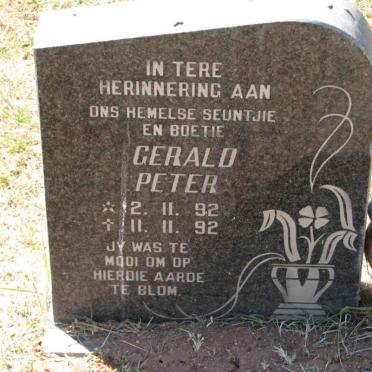 IN TERE
HERINNERING AAN
ONS HEMELSE SEUNTJIE
EN BOETIE
GERALD
PETER
☆ 2. 11. 92
✝ 11. 11. 92
JY WAS TE
MOOI OM OP
HIERDIE AARDE
TE BLOM.